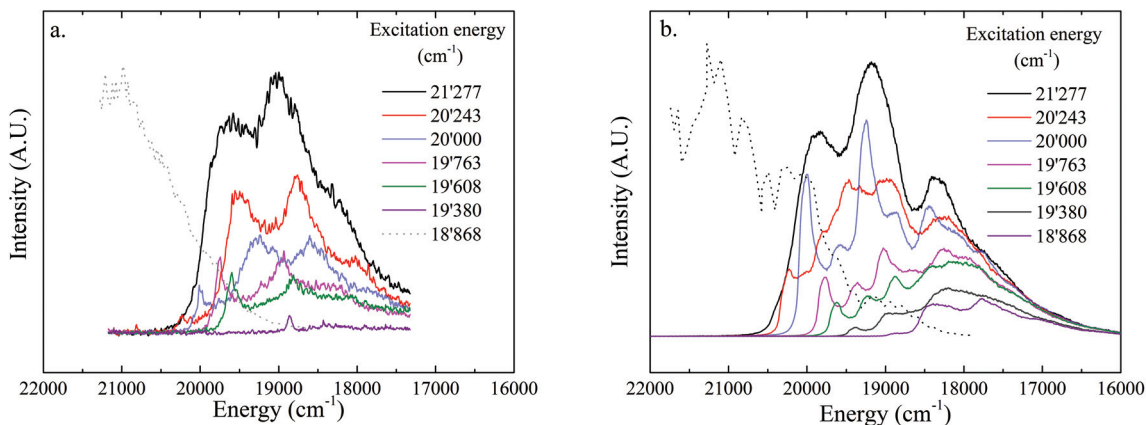 a.
Excitation energy
(cm⁻¹)
21'277
20'243
20'000
19'763
19'608
19'380
18'868
Intensity (A.U.)
22000 21000 20000 19000 18000 17000 16000
Energy (cm⁻¹)
b.
Excitation energy
(cm⁻¹)
21'277
20'243
20'000
19'763
19'608
19'380
18'868
Intensity (A.U.)
22000 21000 20000 19000 18000 17000 16000
Energy (cm⁻¹)